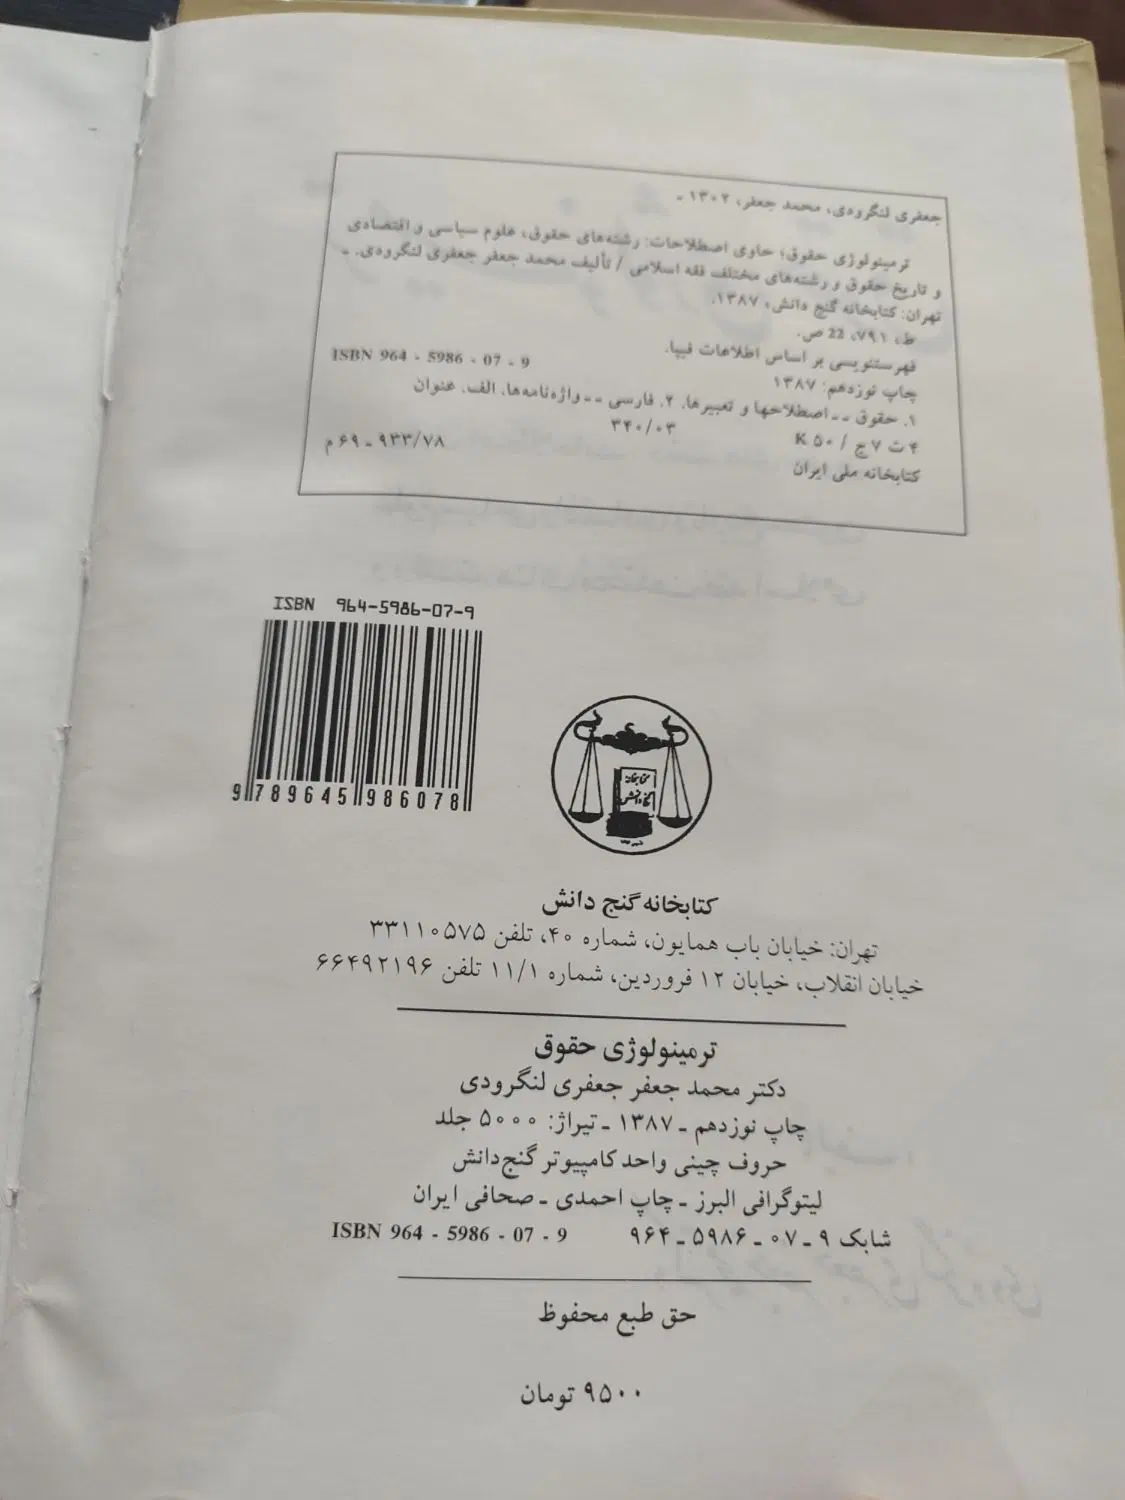 جعفری لنگرودی، محمد جعفر، ۱۳۰۲ -
ترمینولوژی حقوق؛ حاوی اصطلاحات: رشته‌های حقوق، علوم سیاسی و اقتصادی
و تاریخ حقوق و رشته‌های مختلف فقه اسلامی / تألیف محمد جعفر جعفری لنگرودی. -
تهران: کتابخانه گنج دانش، ۱۳۸۷.
ط، ۷۹۱، 22 ص.
ISBN 964 - 5986 - 07 - 9
فهرستنویسی بر اساس اطلاعات فیپا.
چاپ نوزدهم: ۱۳۸۷
۱. حقوق -- اصطلاحها و تعبیرها. ۲. فارسی -- واژه‌نامه‌ها. الف. عنوان
۴ ت ۷ ج / ۵۰ K ۳۴۰/۰۳
کتابخانه ملی ایران ۹۳۳/۷۸ - ۶۹ م
ISBN 964-5986-07-9
9 789645 986078
کتابخانه
گنج دانش
کتابخانه گنج دانش
تهران: خیابان باب همایون، شماره ۴۰، تلفن ۳۳۱۱۰۵۷۵
خیابان انقلاب، خیابان ۱۲ فروردین، شماره ۱۱/۱ تلفن ۶۶۴۹۲۱۹۶
ترمینولوژی حقوق
دکتر محمد جعفر جعفری لنگرودی
چاپ نوزدهم - ۱۳۸۷ - تیراژ: ۵۰۰۰ جلد
حروف چینی واحد کامپیوتر گنج‌دانش
لیتوگرافی البرز - چاپ احمدی - صحافی ایران
شابک ۹ - ۰۷ - ۵۹۸۶ - ۹۶۴ ISBN 964 - 5986 - 07 - 9
حق طبع محفوظ
۹۵۰۰ تومان